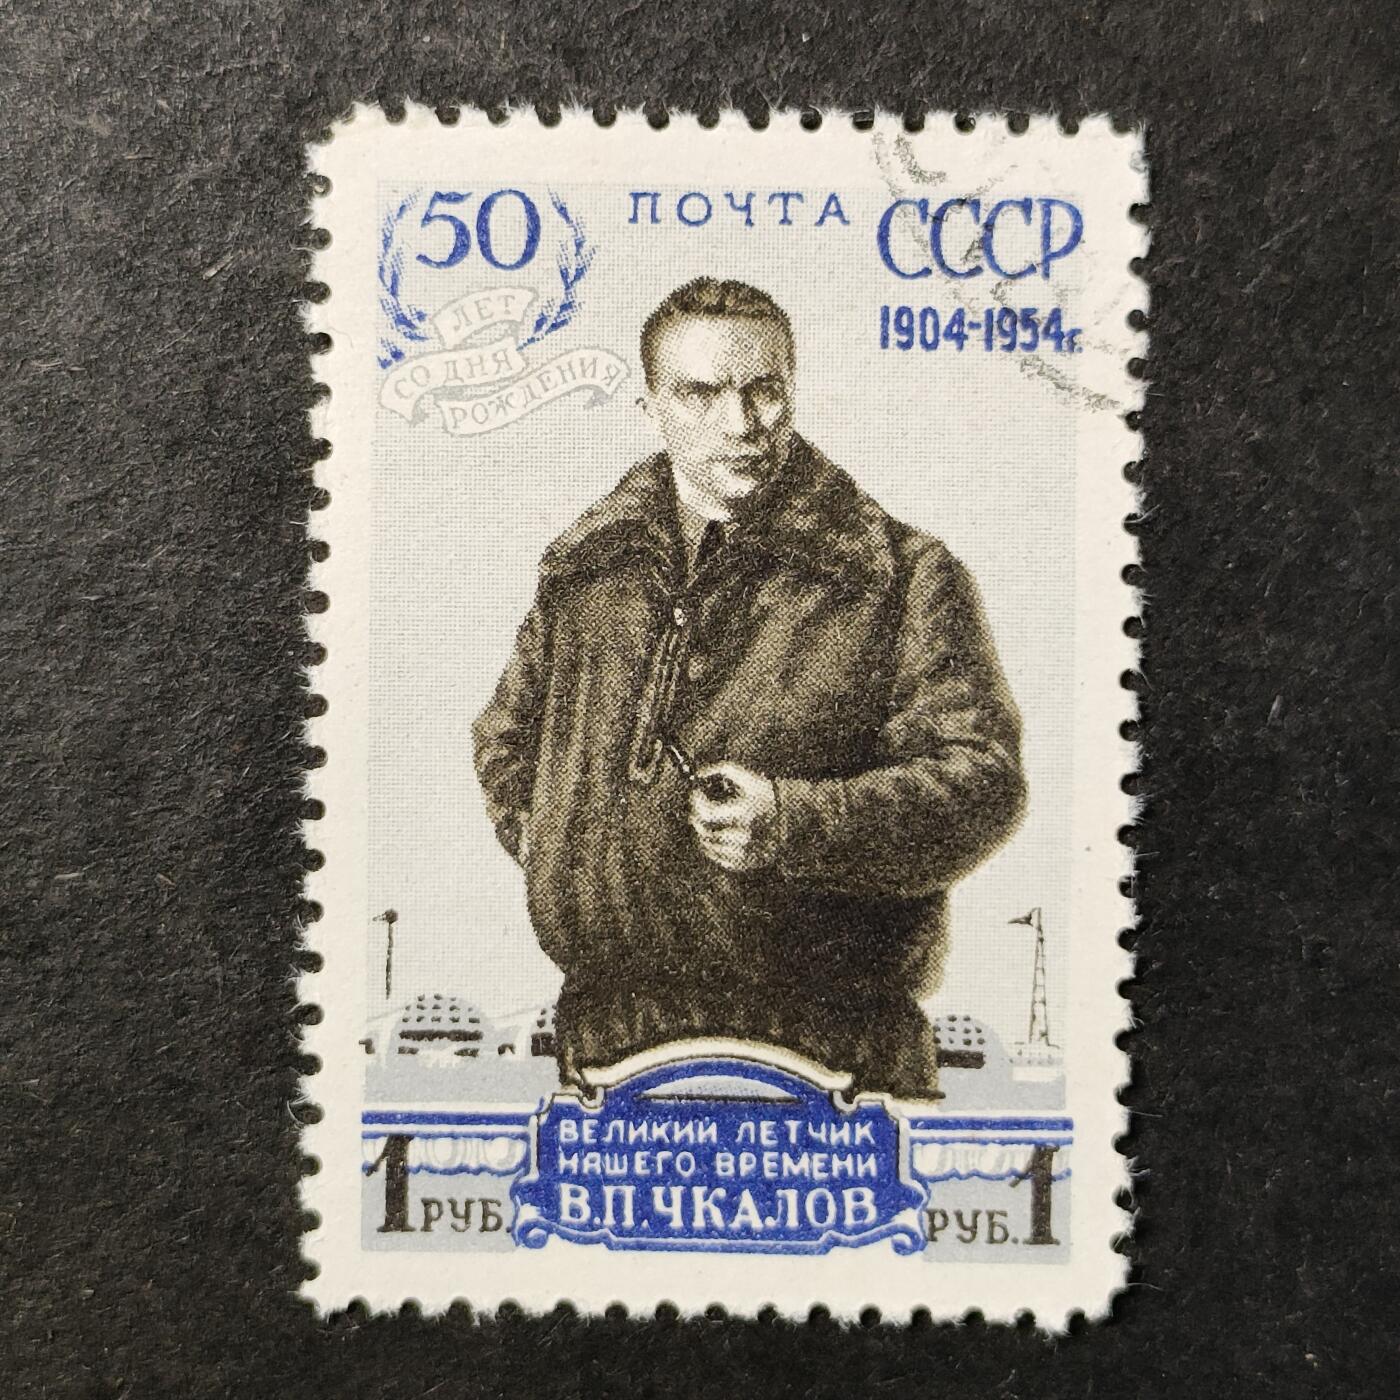 50
ЛЕТ
СО ДНЯ
РОЖДЕНИЯ
ПОЧТА СССР
1904-1954г.
ВЕЛИКИЙ ЛЕТЧИК
НАШЕГО ВРЕМЕНИ
В.П.ЧКАЛОВ
1 РУБ.
РУБ. 1